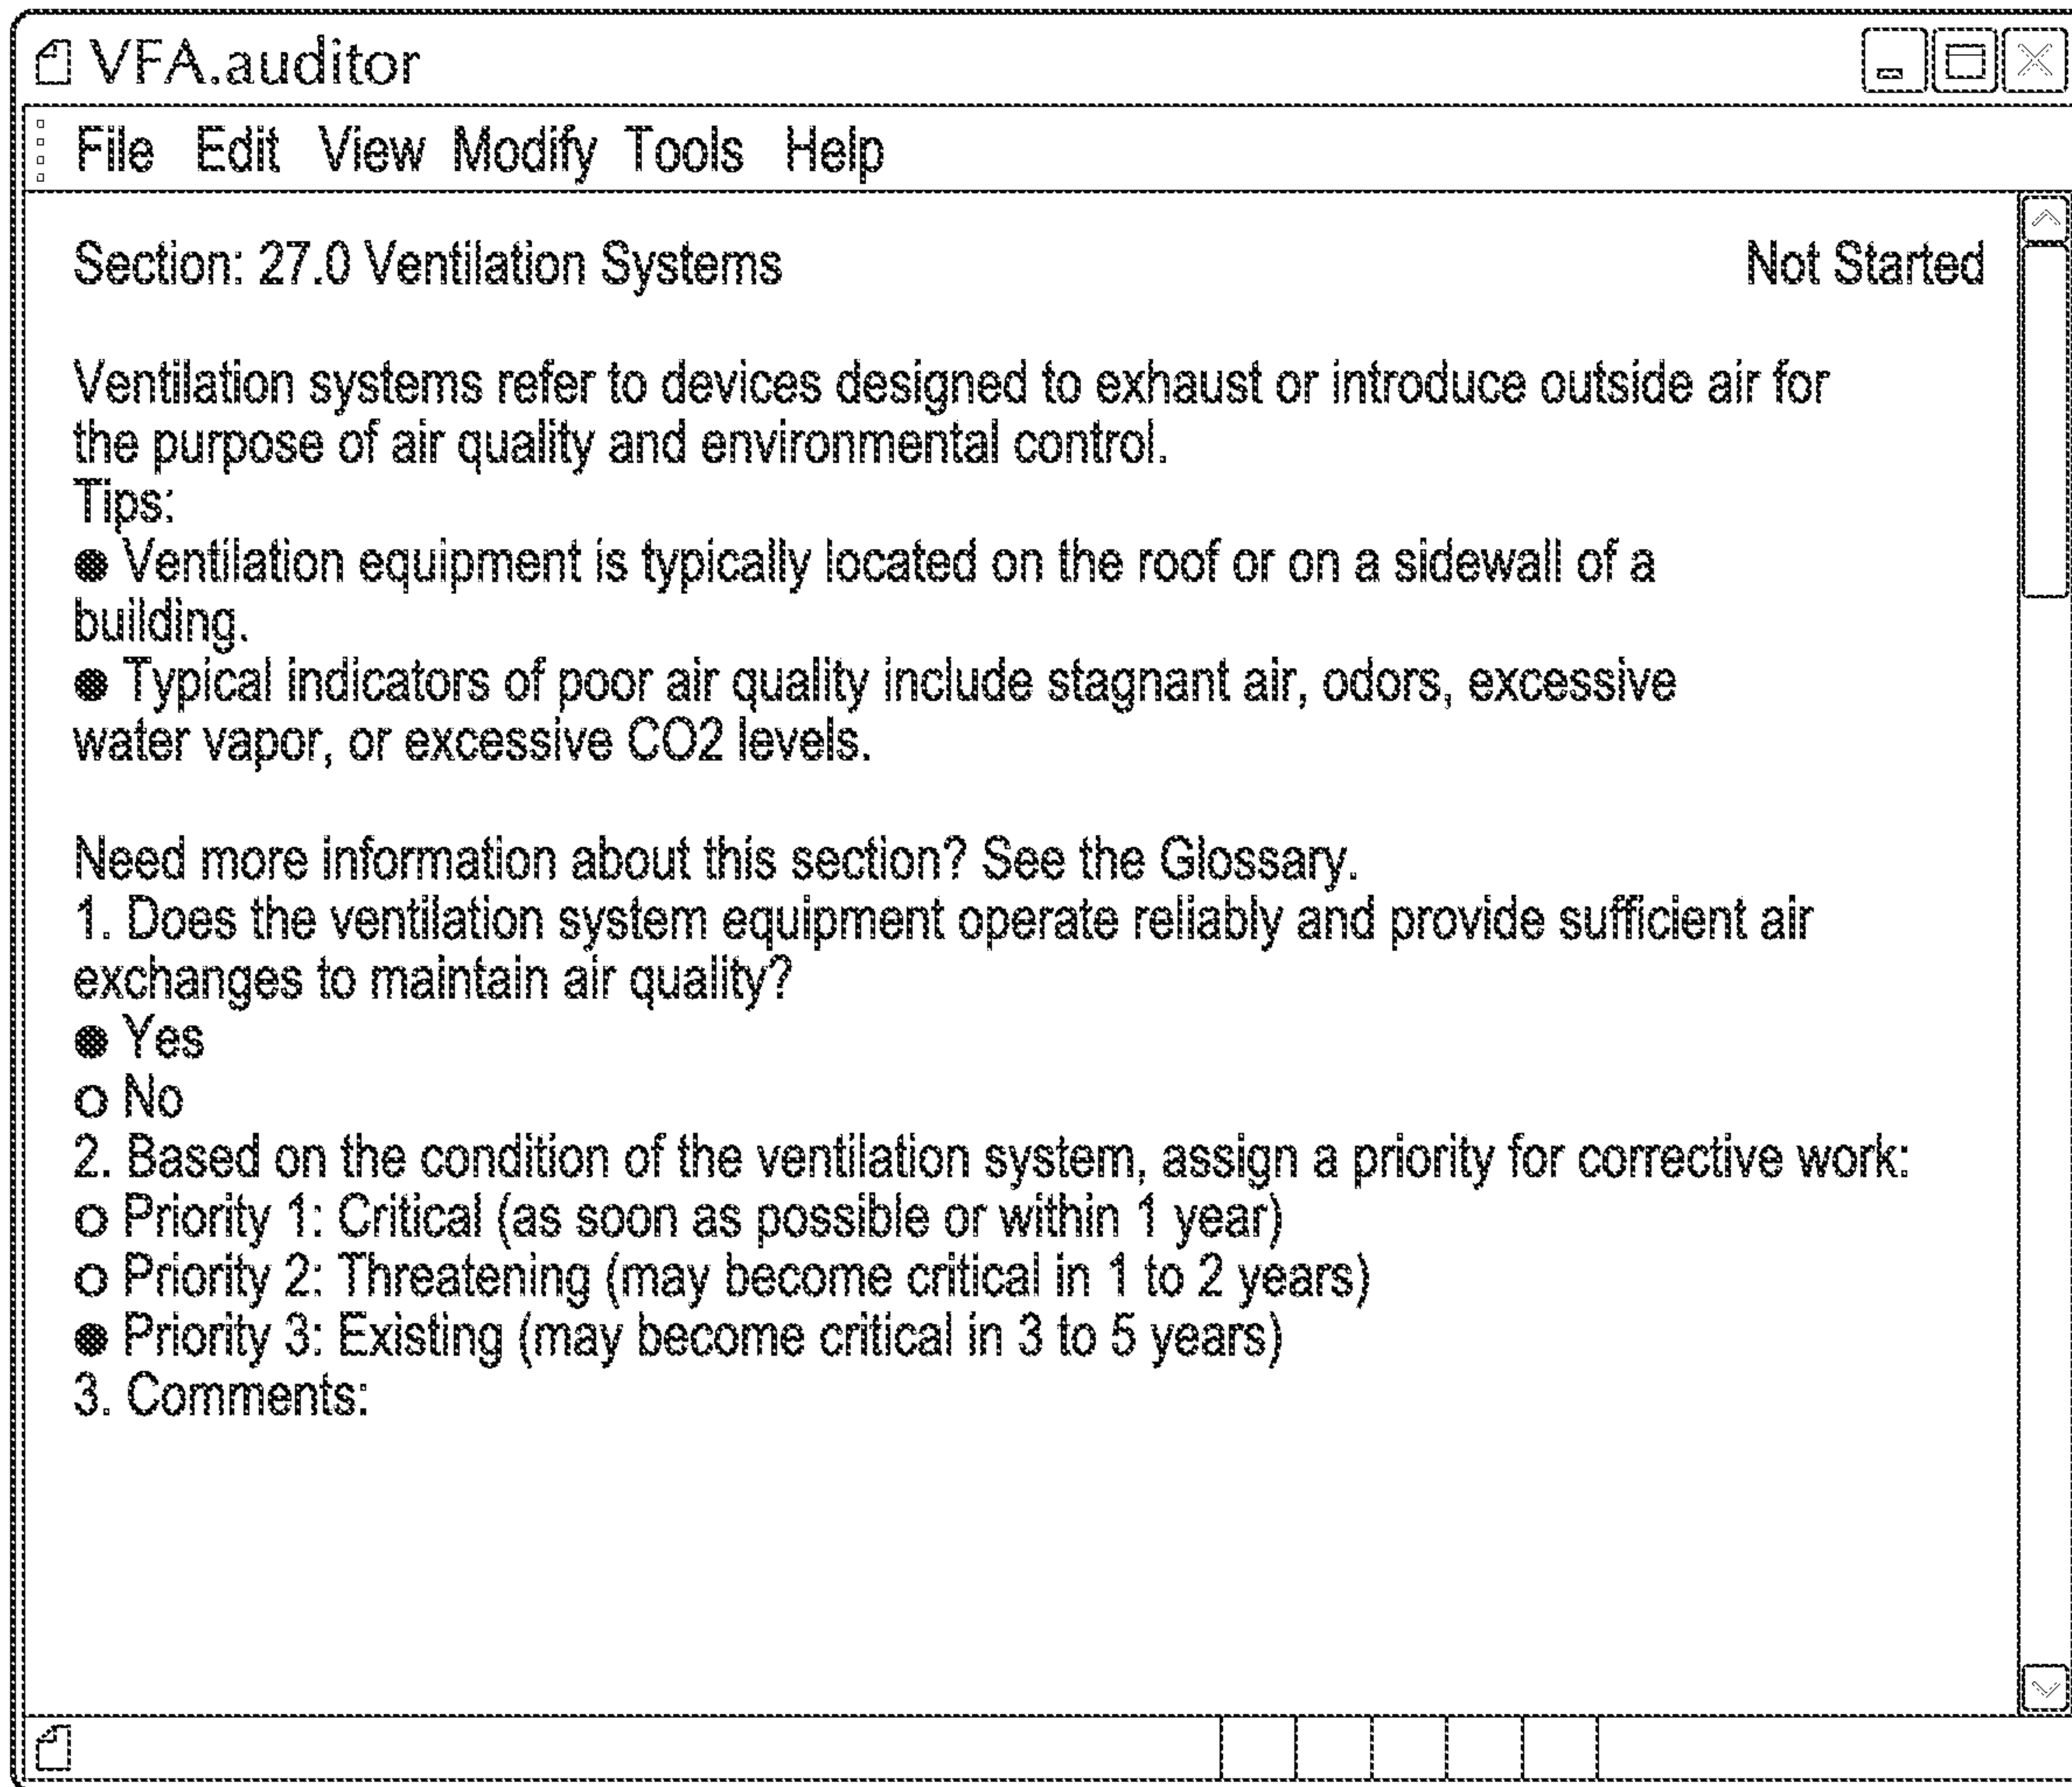 VFA.auditor
File Edit View Modify Tools Help
Section: 27.0 Ventilation Systems Not Started
Ventilation systems refer to devices designed to exhaust or introduce outside air for
the purpose of air quality and environmental control.
Tips:
● Ventilation equipment is typically located on the roof or on a sidewall of a
building.
● Typical indicators of poor air quality include stagnant air, odors, excessive
water vapor, or excessive CO2 levels.
Need more information about this section? See the Glossary.
1. Does the ventilation system equipment operate reliably and provide sufficient air
exchanges to maintain air quality?
● Yes
○ No
2. Based on the condition of the ventilation system, assign a priority for corrective work:
○ Priority 1: Critical (as soon as possible or within 1 year)
○ Priority 2: Threatening (may become critical in 1 to 2 years)
● Priority 3: Existing (may become critical in 3 to 5 years)
3. Comments: